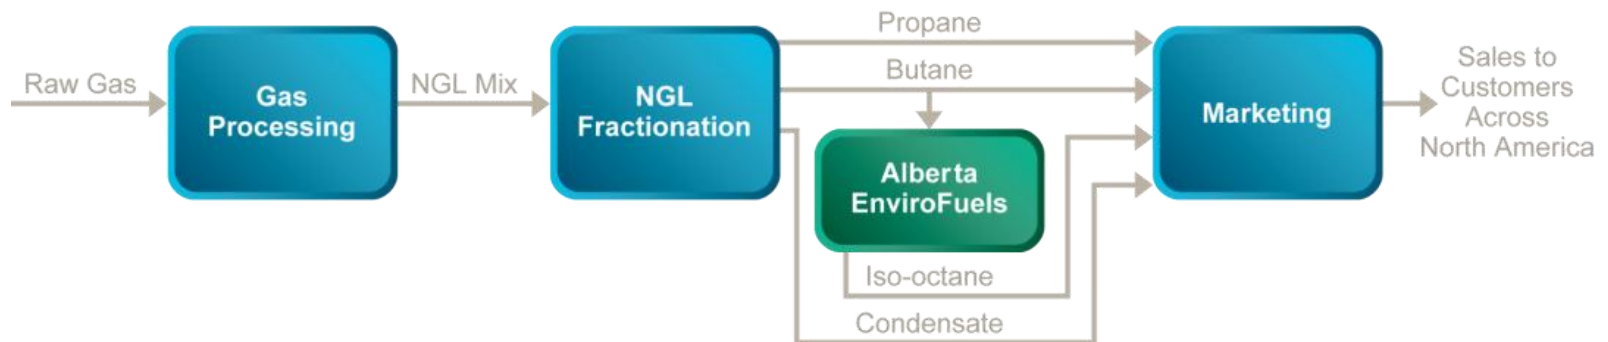 Raw Gas
Gas
Processing
NGL Mix
NGL
Fractionation
Propane
Butane
Alberta
EnviroFuels
Iso-octane
Condensate
Marketing
Sales to
Customers
Across
North America